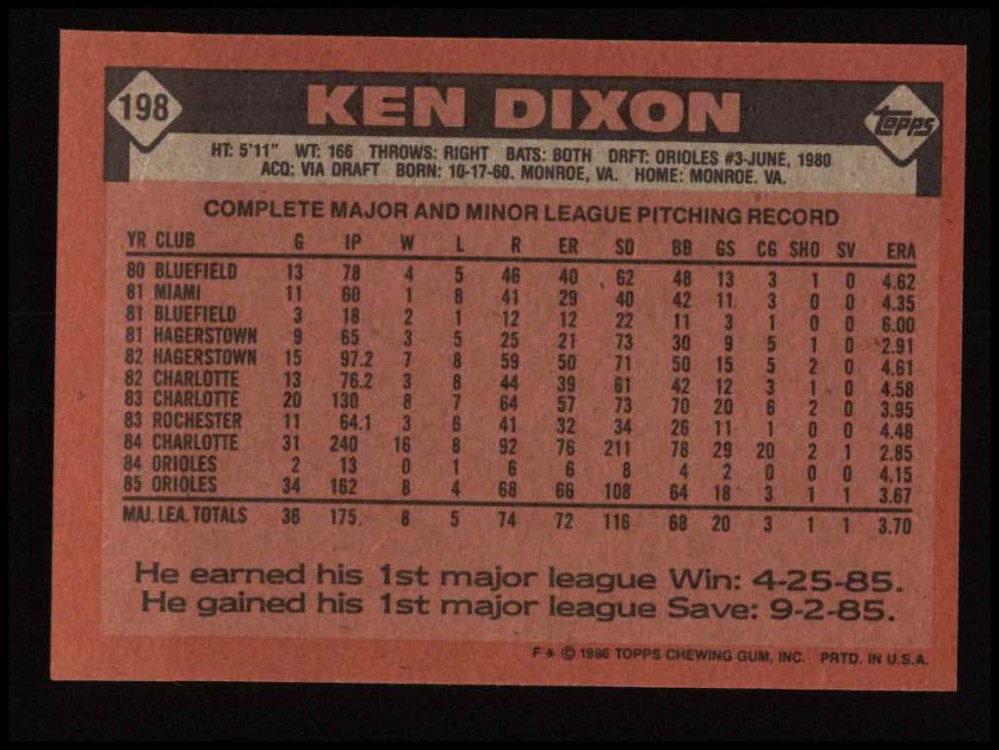 198 KEN DIXON Topps
HT: 5'11" WT: 166 THROWS: RIGHT BATS: BOTH DRFT: ORIOLES #3-JUNE, 1980
ACQ: VIA DRAFT BORN: 10-17-60, MONROE, VA. HOME: MONROE, VA.
COMPLETE MAJOR AND MINOR LEAGUE PITCHING RECORD
YR CLUB G IP W L R ER SO BB GS CG SHO SV ERA
80 BLUEFIELD 13 78 4 5 46 40 62 48 13 3 1 0 4.62
81 MIAMI 11 60 1 8 41 29 40 42 11 3 0 0 4.35
81 BLUEFIELD 3 18 2 1 12 12 22 11 3 1 0 0 6.00
81 HAGERSTOWN 9 65 3 5 25 21 73 30 9 5 1 0 2.91
82 HAGERSTOWN 15 97.2 7 8 59 50 71 50 15 5 2 0 4.61
82 CHARLOTTE 13 76.2 3 8 44 39 61 42 12 3 1 0 4.58
83 CHARLOTTE 20 130 8 7 64 57 73 70 20 6 2 0 3.95
83 ROCHESTER 11 64.1 3 6 41 32 34 26 11 1 0 0 4.48
84 CHARLOTTE 31 240 16 8 92 76 211 78 29 20 2 1 2.85
84 ORIOLES 2 13 0 1 6 6 8 4 2 0 0 0 4.15
85 ORIOLES 34 162 8 4 68 66 108 64 18 3 1 1 3.67
MAJ. LEA. TOTALS 36 175. 8 5 74 72 116 68 20 3 1 1 3.70
He earned his 1st major league Win: 4-25-85.
He gained his 1st major league Save: 9-2-85.
F * © 1986 TOPPS CHEWING GUM, INC. PRTD. IN U.S.A.